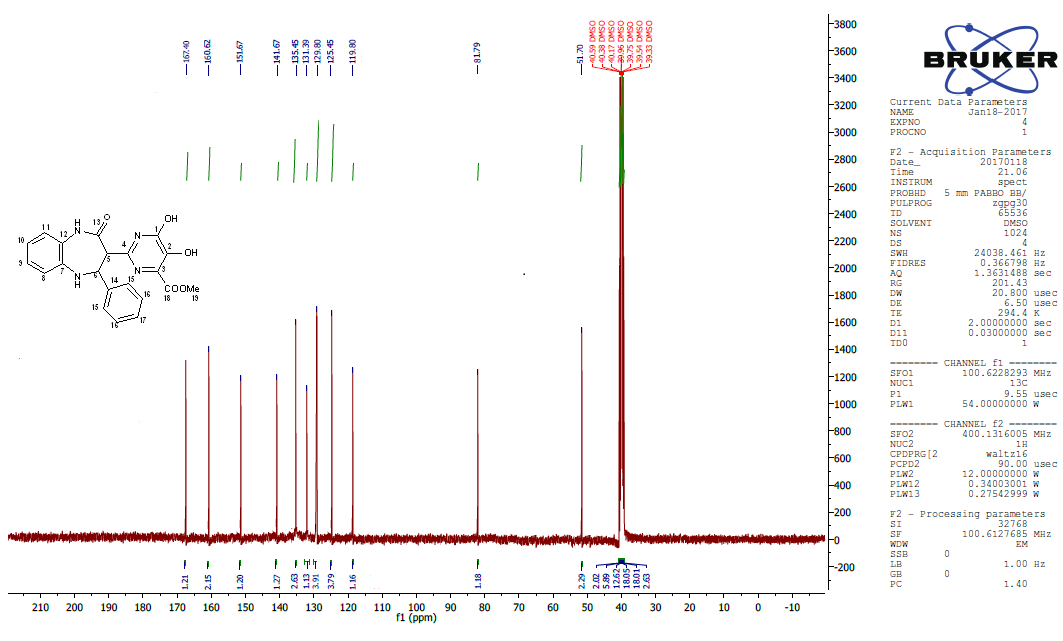 167.40
160.62
151.67
141.67
135.45
131.39
129.80
125.45
119.80
81.79
51.70
40.59 DMSO
40.38 DMSO
40.17 DMSO
39.96 DMSO
39.75 DMSO
39.54 DMSO
39.33 DMSO
3800
3600
3400
3200
3000
2800
2600
2400
2200
2000
1800
1600
1400
1200
1000
800
600
400
200
0
-200
11
10
9
8
12
7
H
N
13
O
5
6
N
H
4
N
N
1
2
3
OH
OH
COOMe
18
19
14
15
16
15
16
17
1.21
2.15
1.20
1.27
2.63
1.13
3.91
3.79
1.16
1.18
2.29
2.02
5.89
12.62
18.05
18.01
2.63
210 200 190 180 170 160 150 140 130 120 110 100 90 80 70 60 50 40 30 20 10 0 -10
f1 (ppm)
BRUKER
Current Data Parameters
NAME Jan18-2017
EXPNO 4
PROCNO 1
F2 - Acquisition Parameters
Date_ 20170118
Time 21.06
INSTRUM spect
PROBHD 5 mm PABBO BB/
PULPROG zgpg30
TD 65536
SOLVENT DMSO
NS 1024
DS 4
SWH 24038.461 Hz
FIDRES 0.366798 Hz
AQ 1.3631488 sec
RG 201.43
DW 20.800 usec
DE 6.50 usec
TE 294.4 K
D1 2.00000000 sec
D11 0.03000000 sec
TD0 1
======== CHANNEL f1 ========
SFO1 100.6228293 MHz
NUC1 13C
P1 9.55 usec
PLW1 54.00000000 W
======== CHANNEL f2 ========
SFO2 400.1316005 MHz
NUC2 1H
CPDPRG[2 waltz16
PCPD2 90.00 usec
PLW2 12.00000000 W
PLW12 0.34003001 W
PLW13 0.27542999 W
F2 - Processing parameters
SI 32768
SF 100.6127685 MHz
WDW EM
SSB 0
LB 1.00 Hz
GB 0
PC 1.40